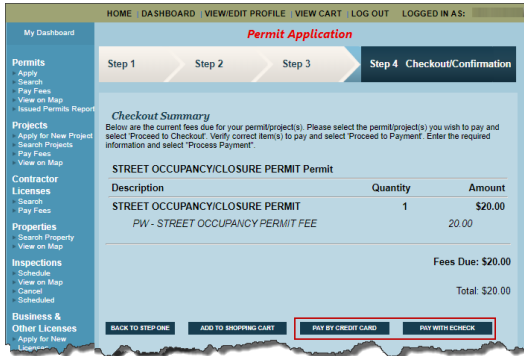 HOME | DASHBOARD | VIEW/EDIT PROFILE | VIEW CART | LOG OUT LOGGED IN AS:
My Dashboard
Permit Application
Permits
Apply
Search
Pay Fees
View on Map
Issued Permits Report
Projects
Apply for New Project
Search Projects
Pay Fees
View on Map
Contractor
Licenses
Search
Pay Fees
Properties
Search Property
View on Map
Inspections
Schedule
View on Map
Cancel
Scheduled
Business &
Other Licenses
Apply for New
Licenses
Step 1 Step 2 Step 3 Step 4 Checkout/Confirmation
Checkout Summary
Below are the current fees due for your permit/project(s). Please select the permit/project(s) you wish to pay and
select 'Proceed to Checkout'. Verify correct item(s) to pay and select 'Proceed to Payment'. Enter the required
information and select "Process Payment".
STREET OCCUPANCY/CLOSURE PERMIT Permit
Description Quantity Amount
STREET OCCUPANCY/CLOSURE PERMIT 1 $20.00
PW - STREET OCCUPANCY PERMIT FEE 20.00
Fees Due: $20.00
Total: $20.00
BACK TO STEP ONE ADD TO SHOPPING CART PAY BY CREDIT CARD PAY WITH ECHECK